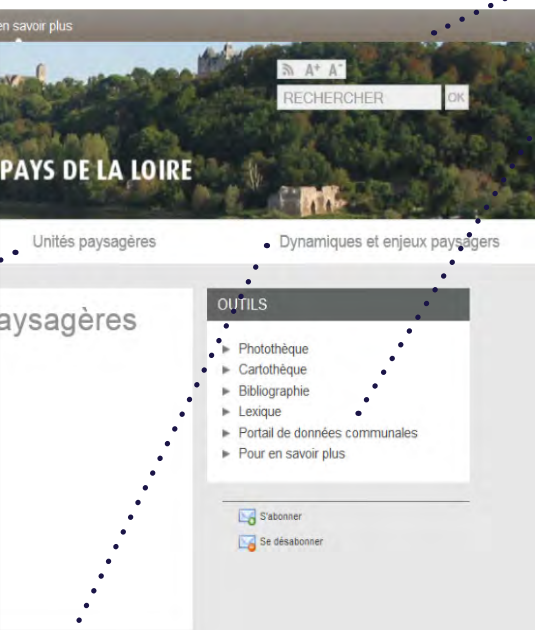 en savoir plus
A+ A-
RECHERCHER OK
PAYS DE LA LOIRE
Unités paysagères Dynamiques et enjeux paysagers
aysagères
OUTILS
Photothèque
Cartothèque
Bibliographie
Lexique
Portail de données communales
Pour en savoir plus
S'abonner
Se désabonner